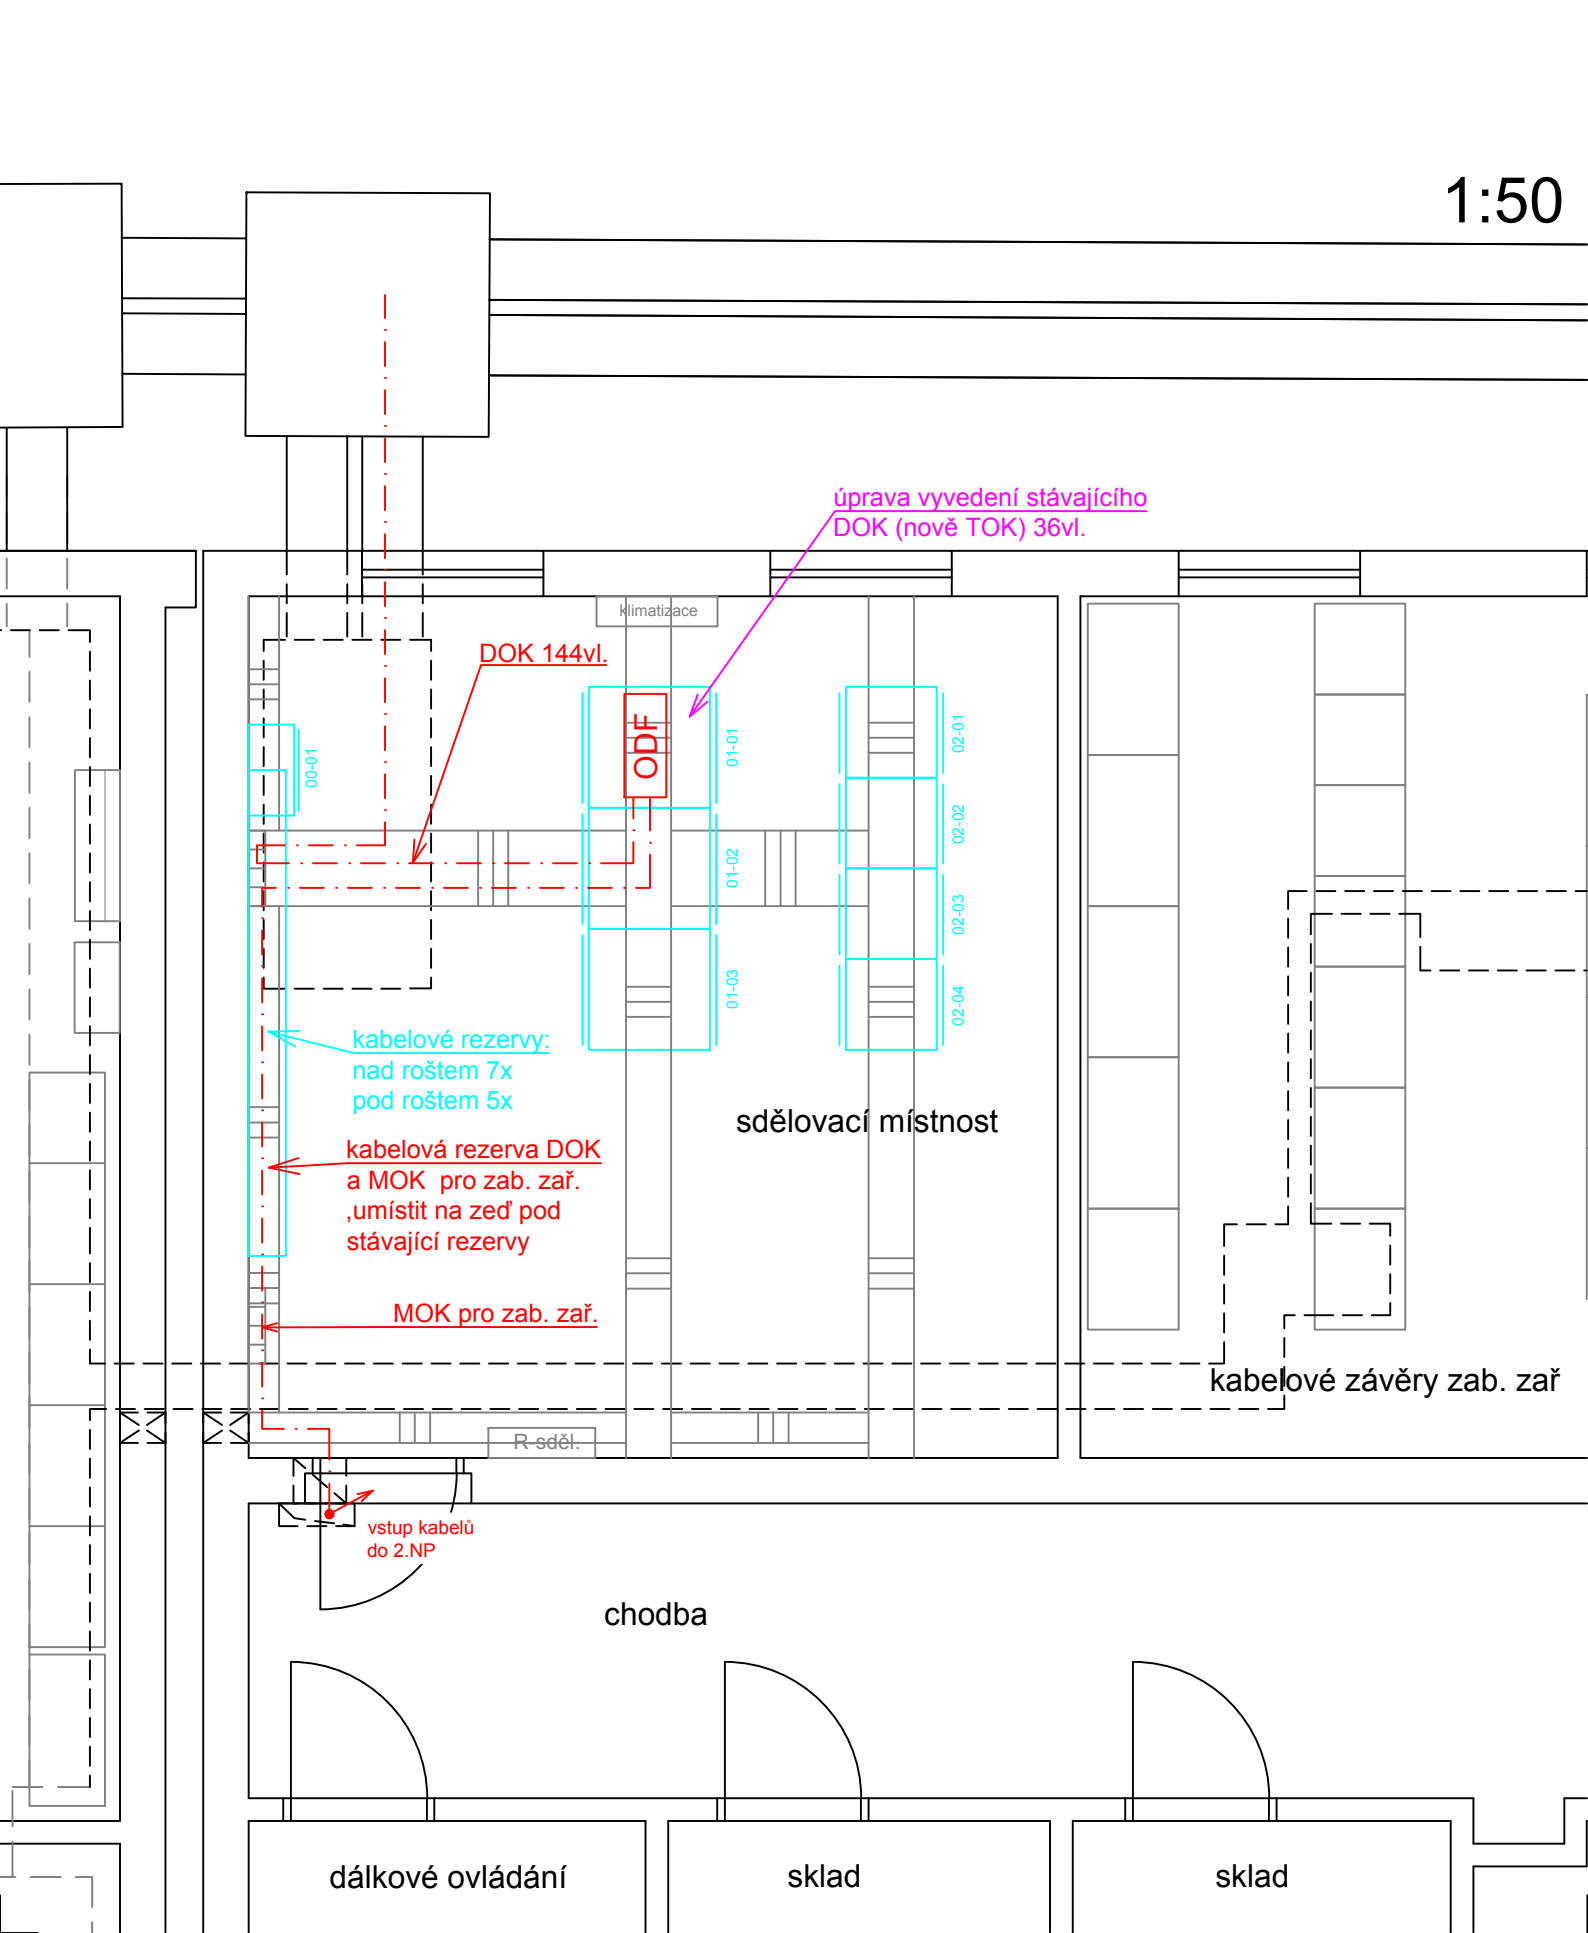 1:50
úprava vyvedení stávajícího
DOK (nově TOK) 36vl.
klimatizace
DOK 144vl.
ODF
00-01
01-01
01-02
01-03
02-01
02-02
02-03
02-04
kabelové rezervy:
nad roštem 7x
pod roštem 5x
sdělovací místnost
kabelová rezerva DOK
a MOK  pro zab. zař.
,umístit na zeď pod
stávající rezervy
MOK pro zab. zař.
kabelové závěry zab. zař
R-sděl.
vstup kabelů
do 2.NP
chodba
dálkové ovládání
sklad
sklad